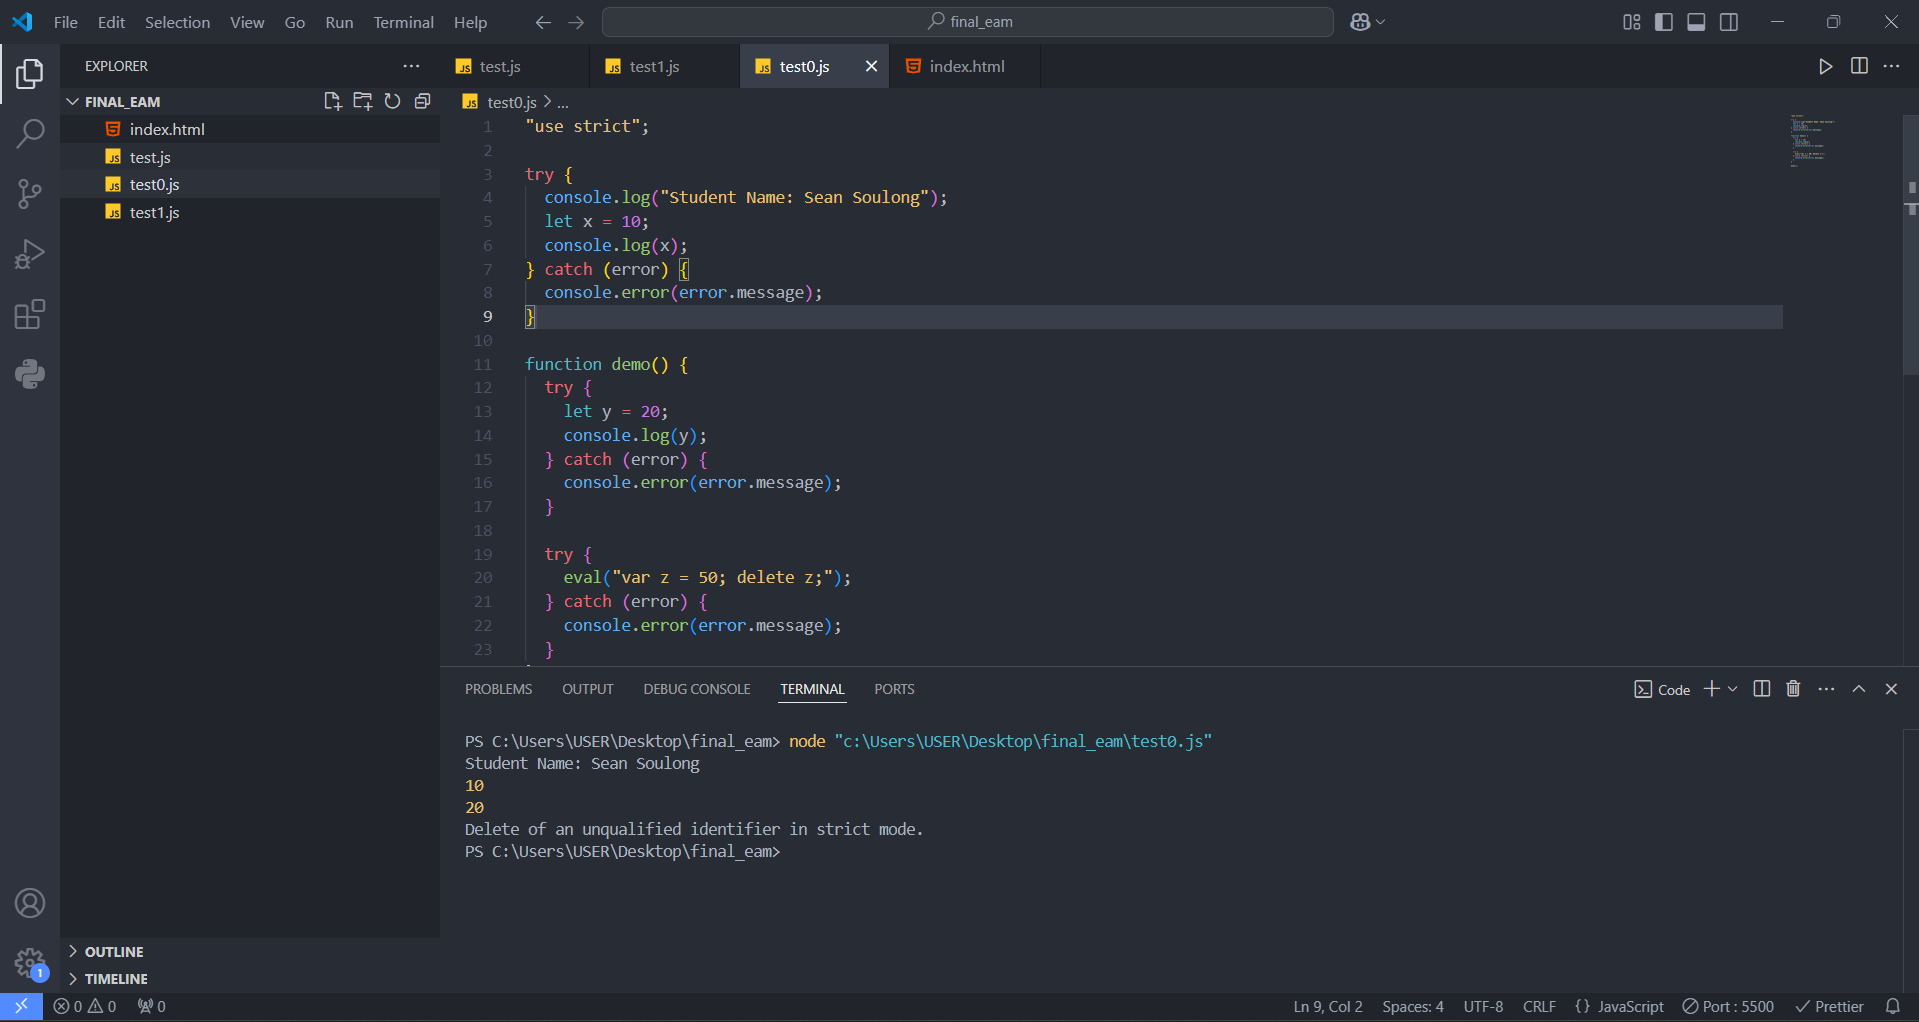 File Edit Selection View Go Run Terminal Help
final_eam
EXPLORER
FINAL_EAM
index.html
test.js
test0.js
test1.js
OUTLINE
TIMELINE
JS test.js JS test1.js JS test0.js index.html
JS test0.js > ...
1 "use strict";
2
3 try {
4 console.log("Student Name: Sean Soulong");
5 let x = 10;
6 console.log(x);
7 } catch (error) {
8 console.error(error.message);
9 }
10
11 function demo() {
12 try {
13 let y = 20;
14 console.log(y);
15 } catch (error) {
16 console.error(error.message);
17 }
18
19 try {
20 eval("var z = 50; delete z;");
21 } catch (error) {
22 console.error(error.message);
23 }
PROBLEMS OUTPUT DEBUG CONSOLE TERMINAL PORTS
Code
PS C:\Users\USER\Desktop\final_eam> node "c:\Users\USER\Desktop\final_eam\test0.js"
Student Name: Sean Soulong
10
20
Delete of an unqualified identifier in strict mode.
PS C:\Users\USER\Desktop\final_eam>
1
0 0 0 Ln 9, Col 2 Spaces: 4 UTF-8 CRLF {} JavaScript Port : 5500 Prettier